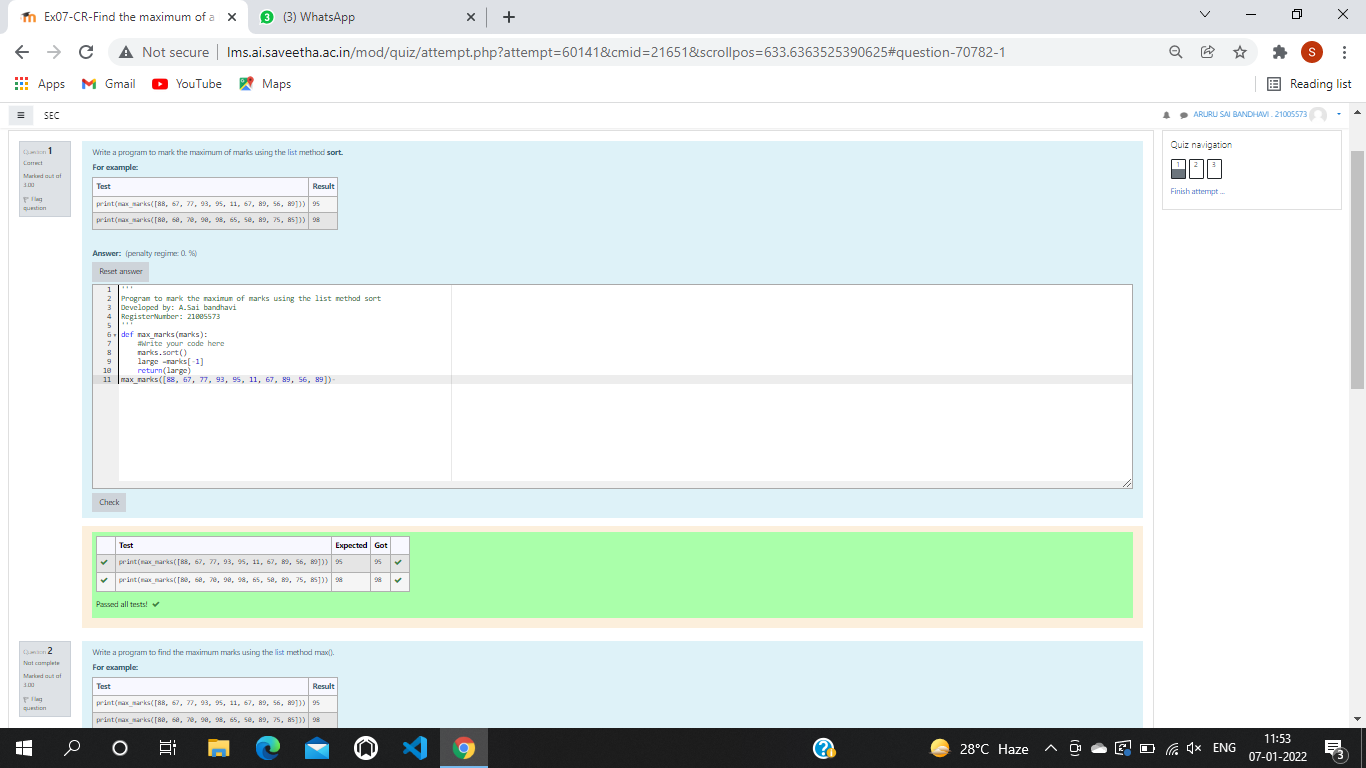 Ex07-CR-Find the maximum of a
(3) WhatsApp
Not secure
lms.ai.saveetha.ac.in/mod/quiz/attempt.php?attempt=60141&cmid=21651&scrollpos=633.6363525390625#question-70782-1
S
Apps
Gmail
YouTube
Maps
Reading list
SEC
ARURU SAI BANDHAVI . 21005573
Question 1
Correct
Marked out of
3.00
Flag
question
Write a program to mark the maximum of marks using the list method sort.
For example:
Test Result
print(max_marks([88, 67, 77, 93, 95, 11, 67, 89, 56, 89])) 95
print(max_marks([80, 60, 70, 90, 98, 65, 50, 89, 75, 85])) 98
Answer: (penalty regime: 0, %)
Reset answer
1 '''
2 Program to mark the maximum of marks using the list method sort
3 Developed by: A.Sai bandhavi
4 RegisterNumber: 21005573
5 '''
6 def max_marks(marks):
7 #Write your code here
8 marks.sort()
9 large =marks[-1]
10 return(large)
11 max_marks([88, 67, 77, 93, 95, 11, 67, 89, 56, 89])
Check
Test Expected Got
print(max_marks([88, 67, 77, 93, 95, 11, 67, 89, 56, 89])) 95 95
print(max_marks([80, 60, 70, 90, 98, 65, 50, 89, 75, 85])) 98 98
Passed all tests!
Question 2
Not complete
Marked out of
3.00
Flag
question
Write a program to find the maximum marks using the list method max().
For example:
Test Result
print(max_marks([88, 67, 77, 93, 95, 11, 67, 89, 56, 89])) 95
print(max_marks([80, 60, 70, 90, 98, 65, 50, 89, 75, 85])) 98
Quiz navigation
1 2 3
Finish attempt ...
28°C Haze
ENG
11:53
07-01-2022
3